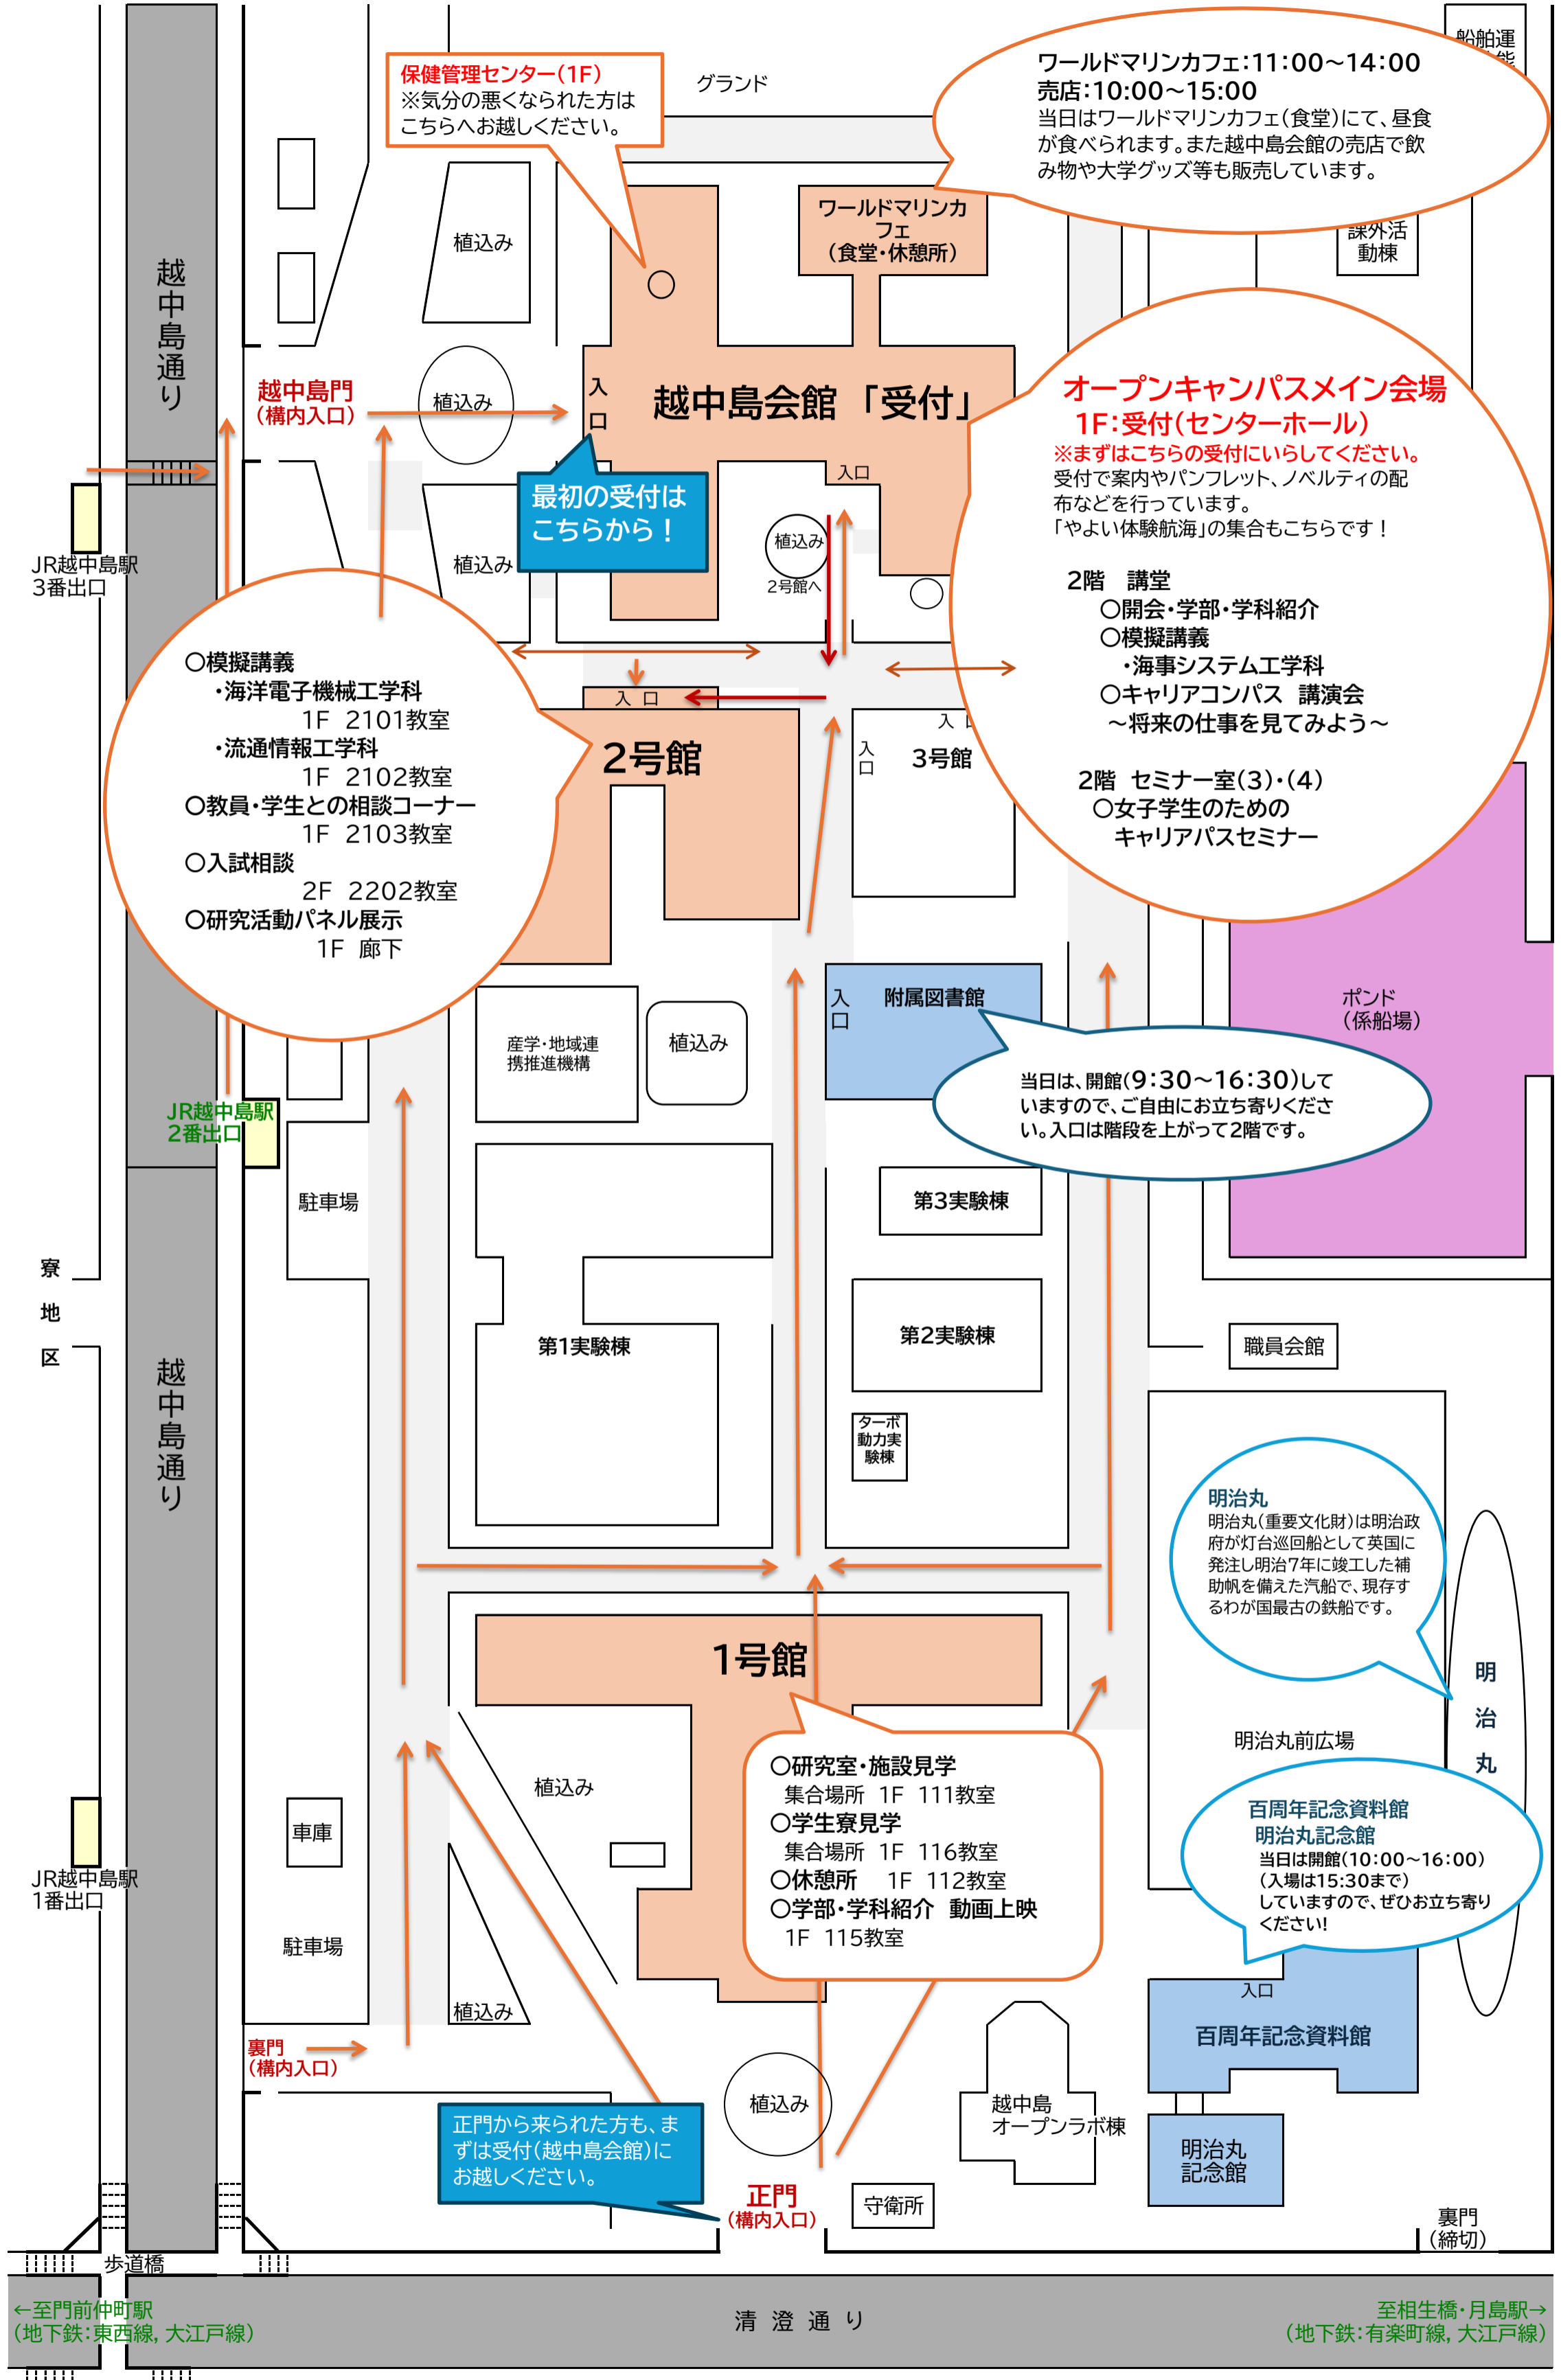 船舶運
ワールドマリンカフェ：11：00～14：00
売店：10：00～15：00
当日はワールドマリンカフェ（食堂）にて、昼食
が食べられます。また越中島会館の売店で飲
み物や大学グッズ等も販売しています。
保健管理センター（1F）
※気分の悪くなられた方は
こちらへお越しください。
グランド
ワールドマリンカ
フェ
（食堂・休憩所）
課外活
動棟
植込み
越中島通り
越中島門
（構内入口）
植込み
入口
越中島会館 「受付」
オープンキャンパスメイン会場
1F：受付（センターホール）
※まずはこちらの受付にいらしてください。
受付で案内やパンフレット、ノベルティの配
布などを行っています。
「やよい体験航海」の集合もこちらです！
2階　講堂
〇開会・学部・学科紹介
〇模擬講義
・海事システム工学科
〇キャリアコンパス　講演会
～将来の仕事を見てみよう～
2階　セミナー室（3）・（4）
〇女子学生のための
キャリアパスセミナー
入口
最初の受付は
こちらから！
植込み
植込み
2号館へ
JR越中島駅
3番出口
〇模擬講義
・海洋電子機械工学科
1F　2101教室
・流通情報工学科
1F　2102教室
〇教員・学生との相談コーナー
1F　2103教室
〇入試相談
2F　2202教室
〇研究活動パネル展示
1F　廊下
入 口
2号館
入
入口
3号館
附属図書館
入口
ポンド
（係船場）
産学・地域連
携推進機構
植込み
当日は、開館（9：30～16：30）して
いますので、ご自由にお立ち寄りくださ
い。入口は階段を上がって2階です。
JR越中島駅
2番出口
駐車場
第3実験棟
寮地区
第1実験棟
第2実験棟
職員会館
越中島通り
ターボ
動力実
験棟
明治丸
明治丸（重要文化財）は明治政
府が灯台巡回船として英国に
発注し明治7年に竣工した補
助帆を備えた汽船で、現存す
るわが国最古の鉄船です。
1号館
明治丸
明治丸前広場
〇研究室・施設見学
集合場所　1F　111教室
〇学生寮見学
集合場所　1F　116教室
〇休憩所　1F　112教室
〇学部・学科紹介　動画上映
1F　115教室
植込み
車庫
JR越中島駅
1番出口
駐車場
百周年記念資料館
明治丸記念館
当日は開館（10：00～16：00）
（入場は15:30まで）
していますので、ぜひお立ち寄り
ください！
植込み
入口
百周年記念資料館
裏門
（構内入口）
植込み
越中島
オープンラボ棟
正門から来られた方も、ま
ずは受付（越中島会館）に
お越しください。
明治丸
記念館
正門
（構内入口）
守衛所
裏門
（締切）
歩道橋
←至門前仲町駅
（地下鉄：東西線，大江戸線）
清 澄 通 り
至相生橋・月島駅→
（地下鉄：有楽町線，大江戸線）